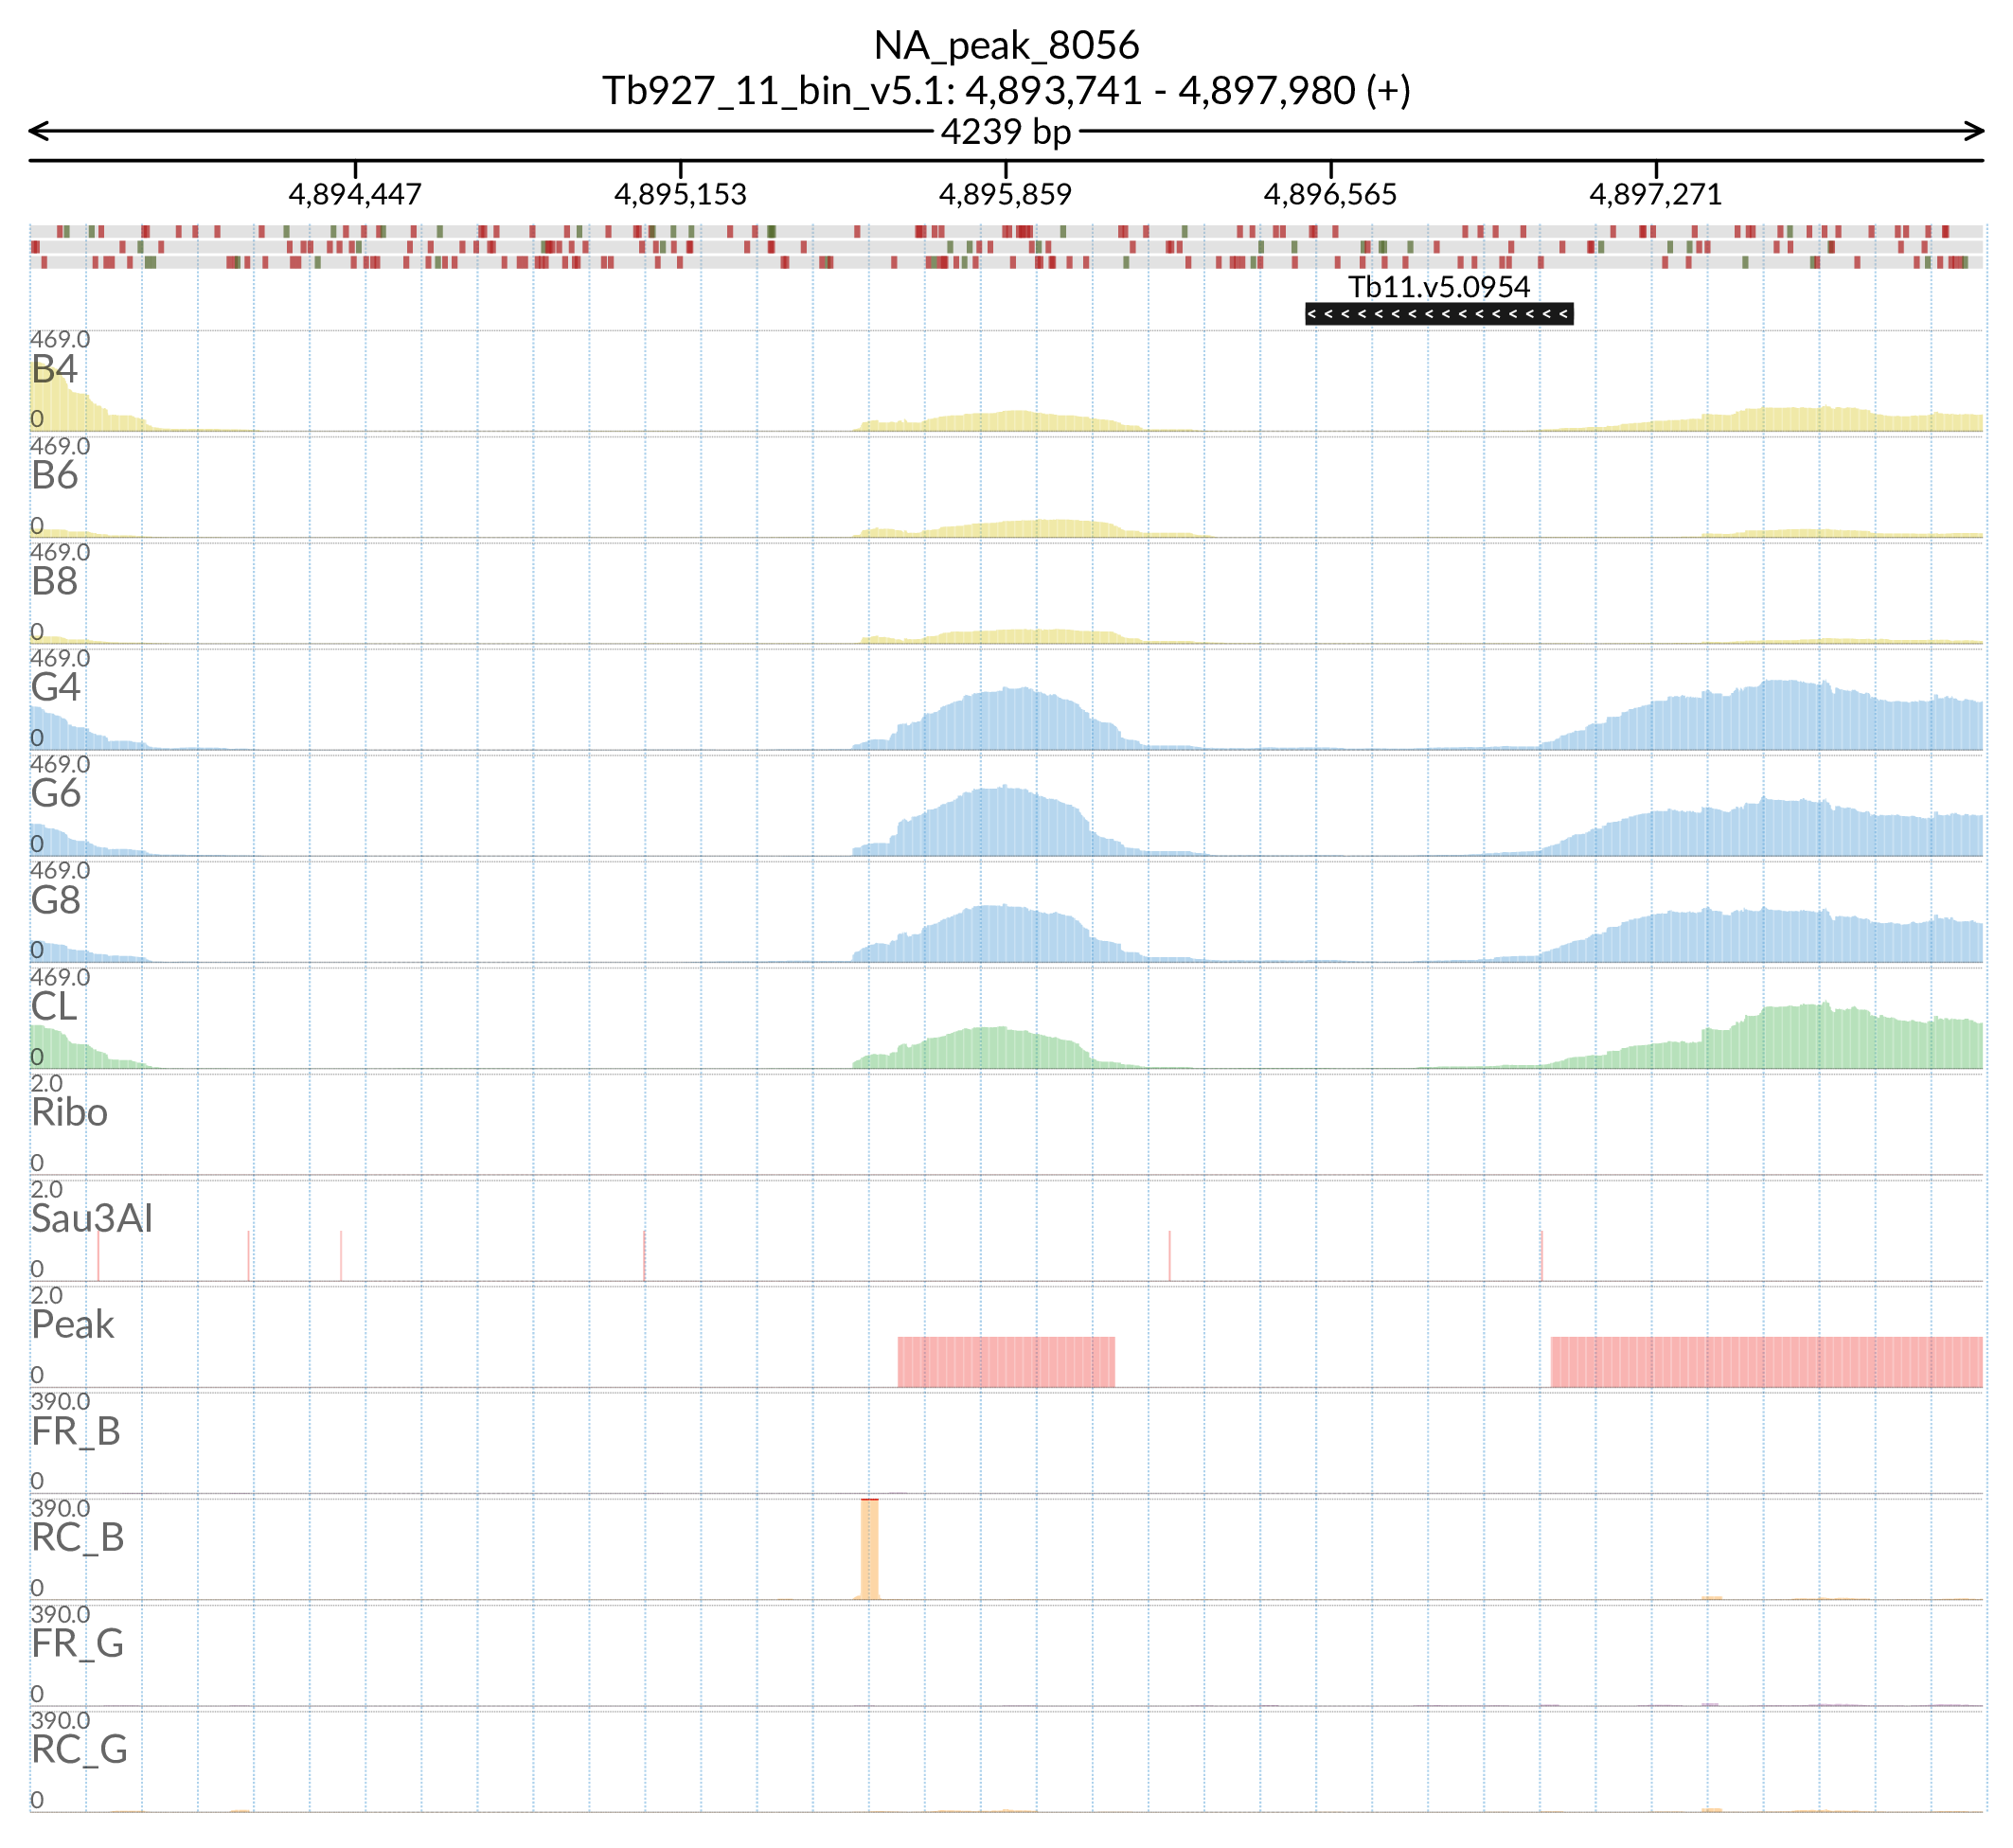 NA_peak_8056
Tb927_11_bin_v5.1: 4,893,741 - 4,897,980 (+)
4239 bp
4,894,447 4,895,153 4,895,859 4,896,565 4,897,271
Tb11.v5.0954
< < < < < < < < < < < < < < < <
469.0
B4
0
469.0
B6
0
469.0
B8
0
469.0
G4
0
469.0
G6
0
469.0
G8
0
469.0
CL
0
2.0
Ribo
0
2.0
Sau3AI
0
2.0
Peak
0
390.0
FR_B
0
390.0
RC_B
0
390.0
FR_G
0
390.0
RC_G
0